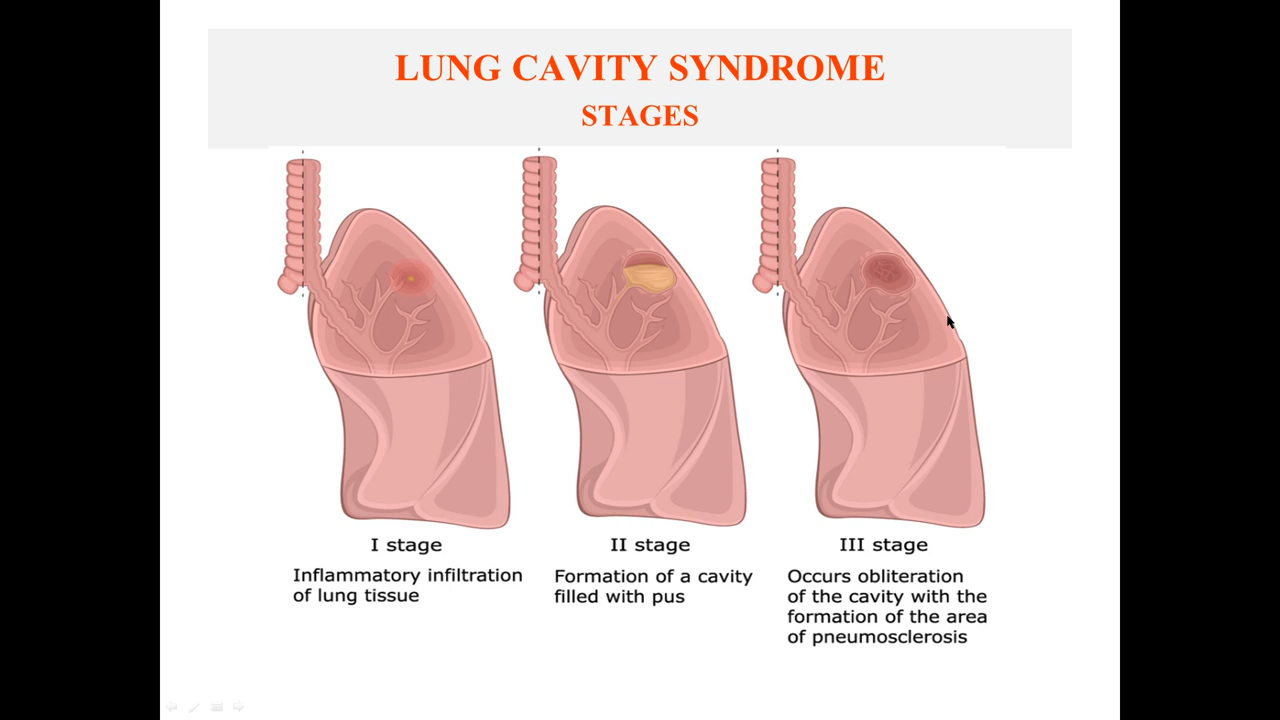 LUNG CAVITY SYNDROME
STAGES
I stage
Inflammatory infiltration
of lung tissue
II stage
Formation of a cavity
filled with pus
III stage
Occurs obliteration
of the cavity with the
formation of the area
of pneumosclerosis